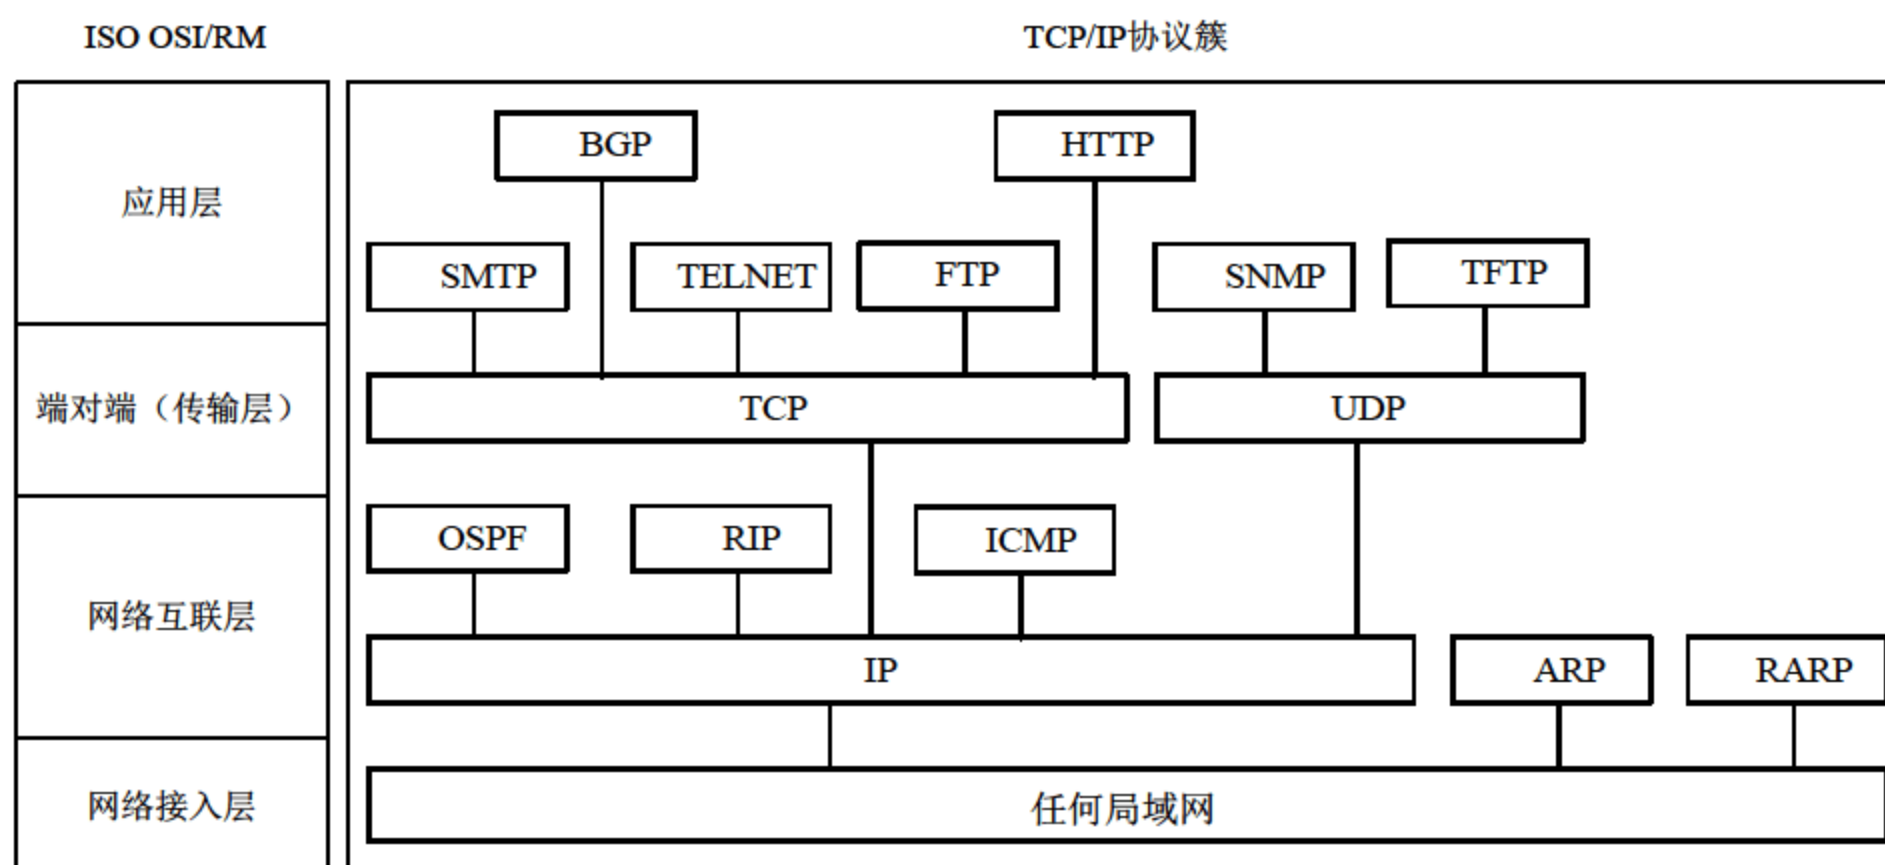 ISO OSI/RM
TCP/IP协议簇
BGP
HTTP
应用层
SMTP
TELNET
FTP
SNMP
TFTP
端对端（传输层）
TCP
UDP
OSPF
RIP
ICMP
网络互联层
IP
ARP
RARP
网络接入层
任何局域网